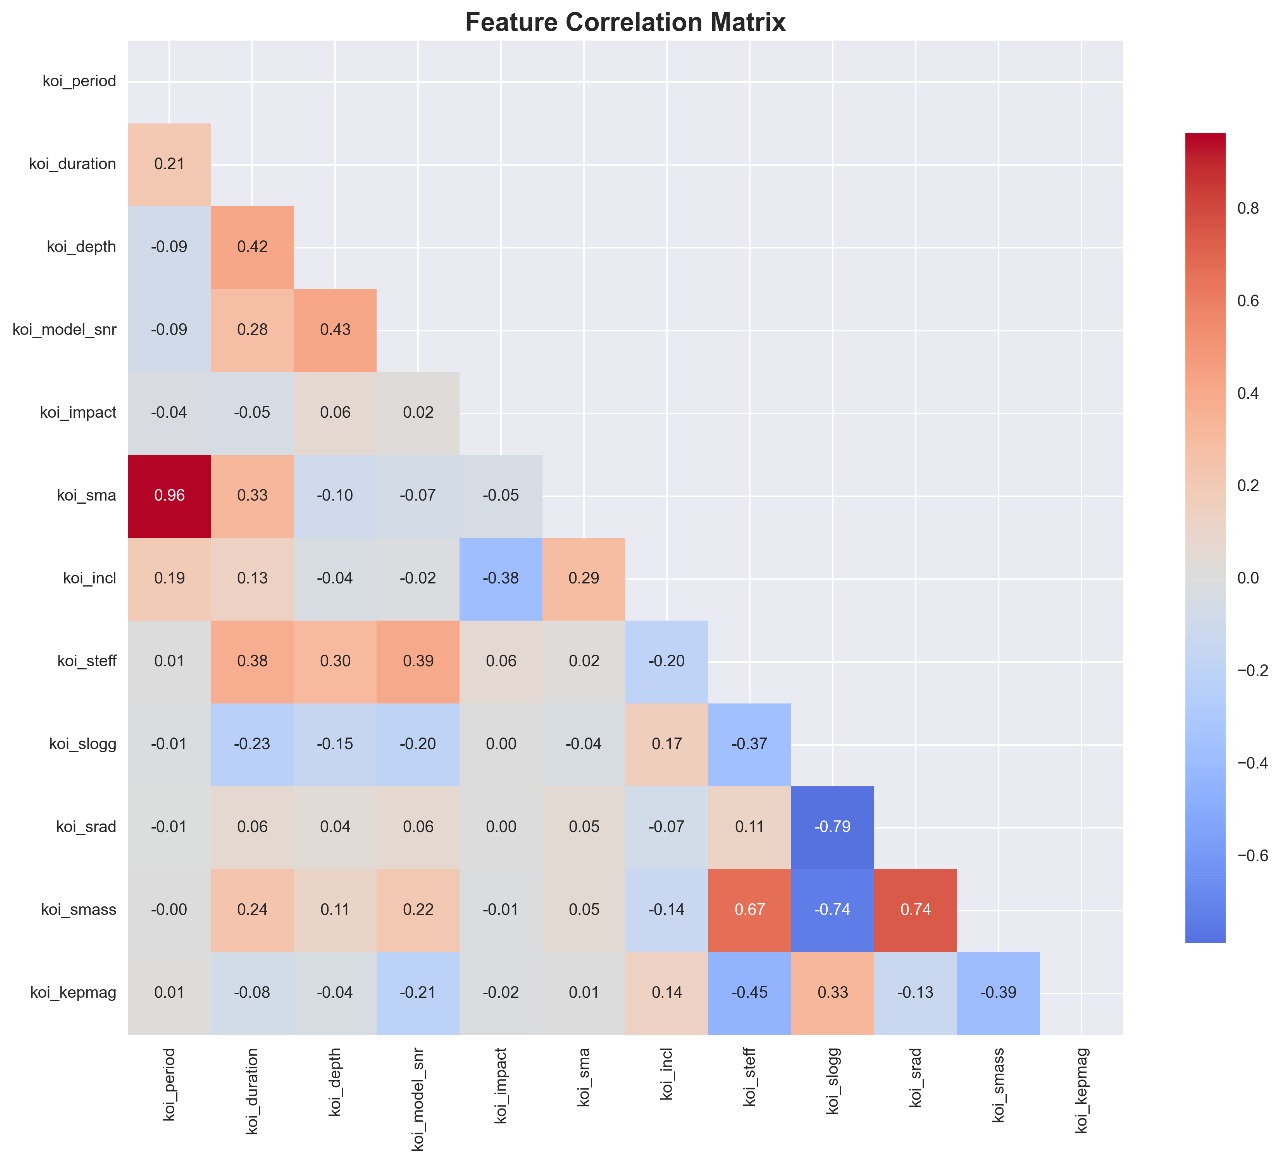 Feature Correlation Matrix
koi_period
koi_duration 0.21
koi_depth -0.09 0.42
koi_model_snr -0.09 0.28 0.43
koi_impact -0.04 -0.05 0.06 0.02
koi_sma 0.96 0.33 -0.10 -0.07 -0.05
koi_incl 0.19 0.13 -0.04 -0.02 -0.38 0.29
koi_steff 0.01 0.38 0.30 0.39 0.06 0.02 -0.20
koi_slogg -0.01 -0.23 -0.15 -0.20 0.00 -0.04 0.17 -0.37
koi_srad -0.01 0.06 0.04 0.06 0.00 0.05 -0.07 0.11 -0.79
koi_smass -0.00 0.24 0.11 0.22 -0.01 0.05 -0.14 0.67 -0.74 0.74
koi_kepmag 0.01 -0.08 -0.04 -0.21 -0.02 0.01 0.14 -0.45 0.33 -0.13 -0.39
koi_period
koi_duration
koi_depth
koi_model_snr
koi_impact
koi_sma
koi_incl
koi_steff
koi_slogg
koi_srad
koi_smass
koi_kepmag
0.8
0.6
0.4
0.2
0.0
−0.2
−0.4
−0.6